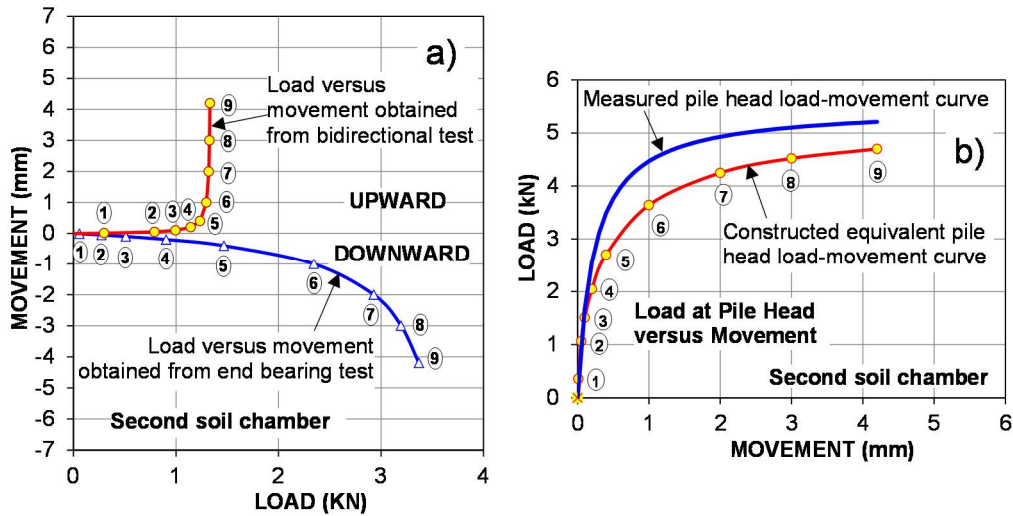 a)
MOVEMENT (mm)
7
6
5
4
3
2
1
0
-1
-2
-3
-4
-5
-6
-7
Load versus
movement obtained
from bidirectional test
9
8
7
6
5
4
3
2
1
UPWARD
DOWNWARD
1
2
3
4
5
6
7
8
9
Load versus movement
obtained from end bearing test
Second soil chamber
0 1 2 3 4
LOAD (KN)
b)
LOAD (kN)
6
5
4
3
2
1
0
Measured pile head load-movement curve
9
8
7
6
5
4
3
2
1
Constructed equivalent pile
head load-movement curve
Load at Pile Head
versus Movement
Second soil chamber
0 1 2 3 4 5 6
MOVEMENT (mm)